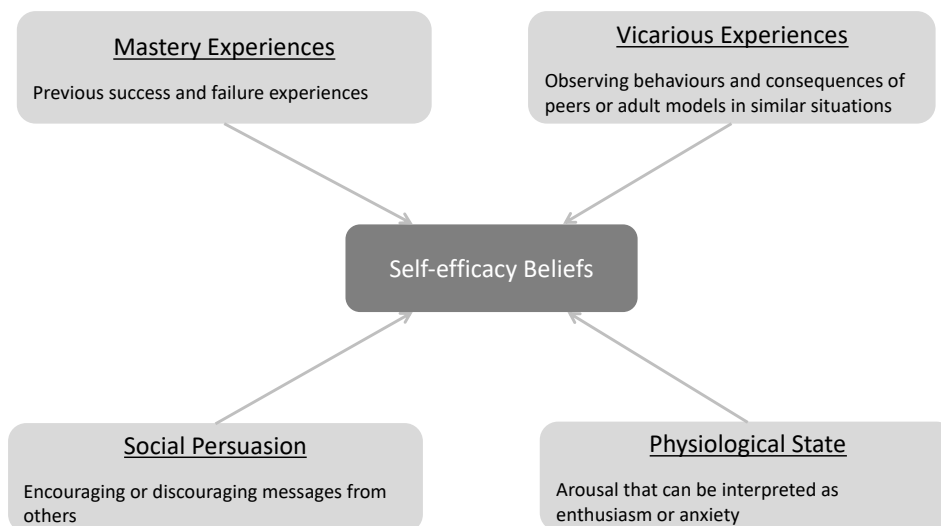 Mastery Experiences
Previous success and failure experiences
Vicarious Experiences
Observing behaviours and consequences of
peers or adult models in similar situations
Self-efficacy Beliefs
Social Persuasion
Encouraging or discouraging messages from
others
Physiological State
Arousal that can be interpreted as
enthusiasm or anxiety